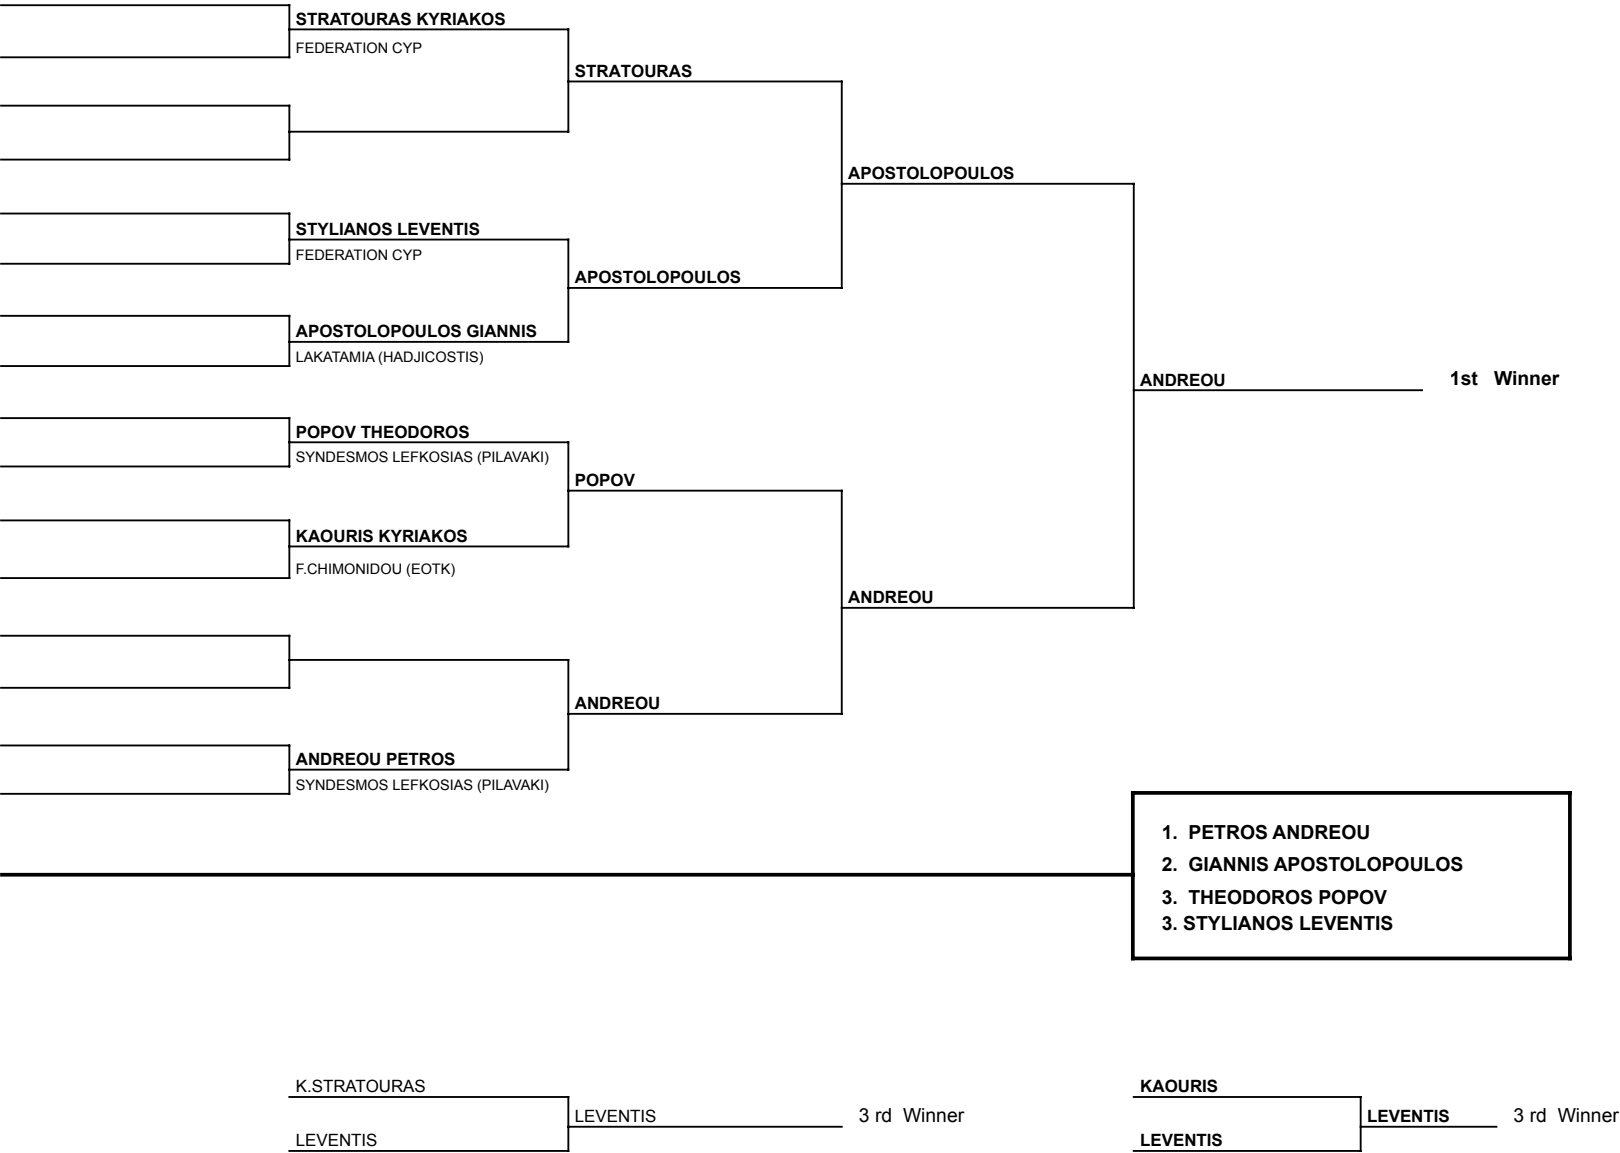 STRATOURAS KYRIAKOS
FEDERATION CYP
STRATOURAS
APOSTOLOPOULOS
STYLIANOS LEVENTIS
FEDERATION CYP
APOSTOLOPOULOS
APOSTOLOPOULOS GIANNIS
LAKATAMIA (HADJICOSTIS)
ANDREOU
1st Winner
POPOV THEODOROS
SYNDESMOS LEFKOSIAS (PILAVAKI)
POPOV
KAOURIS KYRIAKOS
F.CHIMONIDOU (EOTK)
ANDREOU
ANDREOU
ANDREOU PETROS
SYNDESMOS LEFKOSIAS (PILAVAKI)
1. PETROS ANDREOU
2. GIANNIS APOSTOLOPOULOS
3. THEODOROS POPOV
3. STYLIANOS LEVENTIS
K.STRATOURAS
LEVENTIS
3 rd Winner
LEVENTIS
KAOURIS
LEVENTIS
3 rd Winner
LEVENTIS